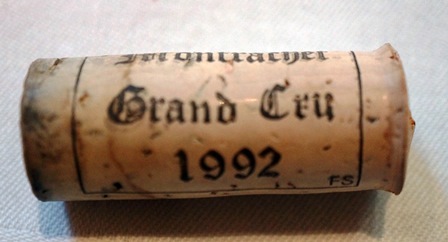 Montrachet
Grand Cru
1992
FS